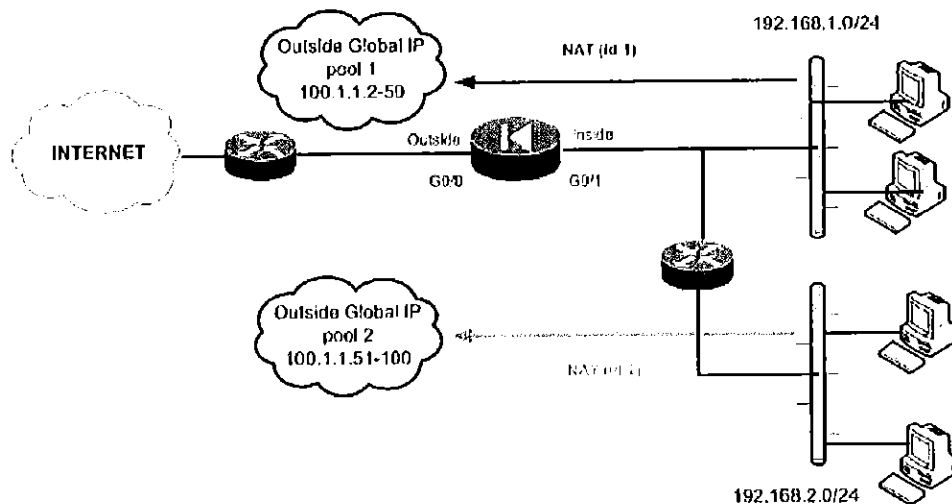 192.168.1.0/24
Outside Global IP
pool 1
100.1.1.2-50
NAT (id 1)
INTERNET
Outside
Inside
G0/0
G0/1
Outside Global IP
pool 2
100.1.1.51-100
NAT
192.168.2.0/24